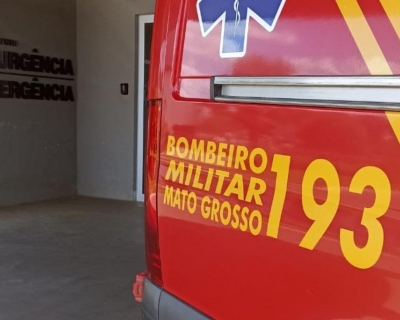 URGÊNCIA
ERGÊNCIA
BOMBEIRO
MILITAR
MATO GROSSO
193